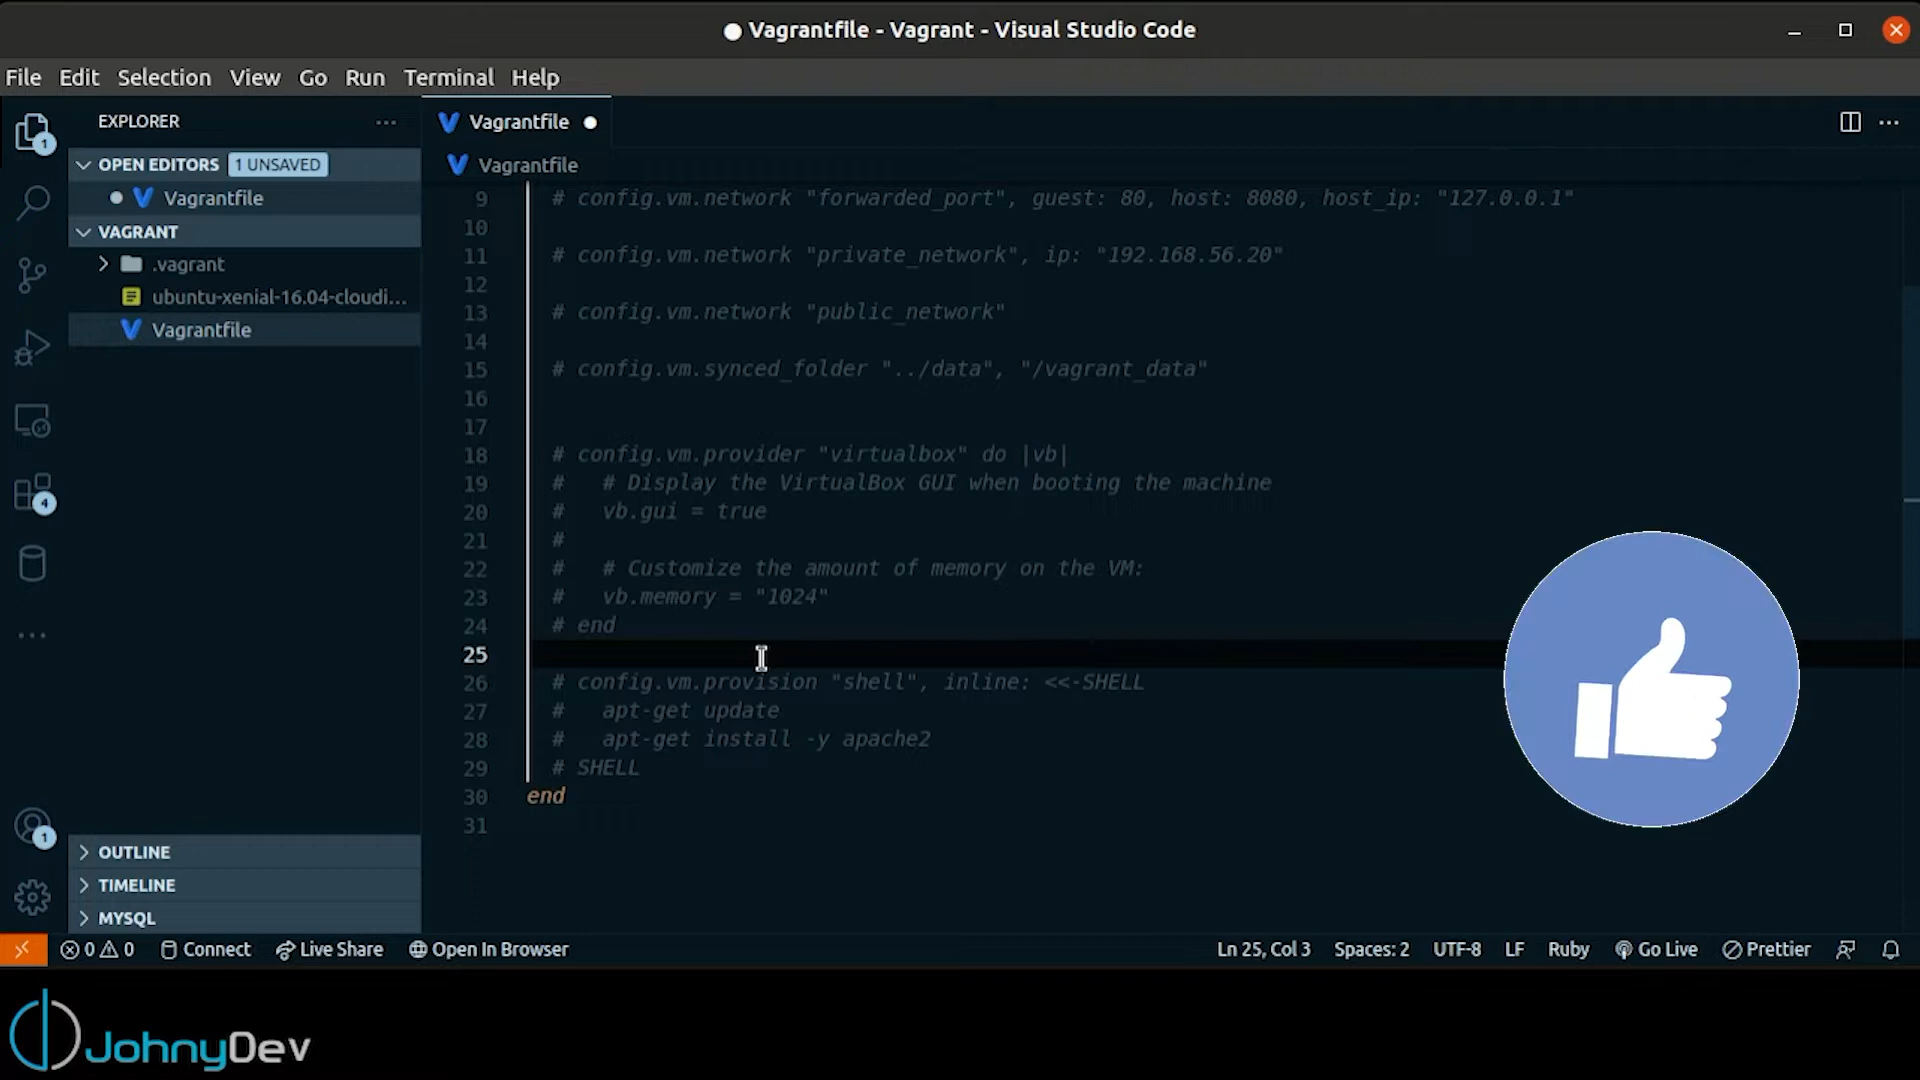 Vagrantfile - Vagrant - Visual Studio Code
File Edit Selection View Go Run Terminal Help
EXPLORER
OPEN EDITORS 1 UNSAVED
Vagrantfile
VAGRANT
.vagrant
ubuntu-xenial-16.04-cloudi...
Vagrantfile
OUTLINE
TIMELINE
MYSQL
1
4
1
Vagrantfile
Vagrantfile
9 # config.vm.network "forwarded_port", guest: 80, host: 8080, host_ip: "127.0.0.1"
10
11 # config.vm.network "private_network", ip: "192.168.56.20"
12
13 # config.vm.network "public_network"
14
15 # config.vm.synced_folder "../data", "/vagrant_data"
16
17
18 # config.vm.provider "virtualbox" do |vb|
19 #   # Display the VirtualBox GUI when booting the machine
20 #   vb.gui = true
21 #
22 #   # Customize the amount of memory on the VM:
23 #   vb.memory = "1024"
24 # end
25
26 # config.vm.provision "shell", inline: <<-SHELL
27 #   apt-get update
28 #   apt-get install -y apache2
29 # SHELL
30 end
31
0 0 Connect Live Share Open In Browser Ln 25, Col 3 Spaces: 2 UTF-8 LF Ruby Go Live Prettier
JohnyDev